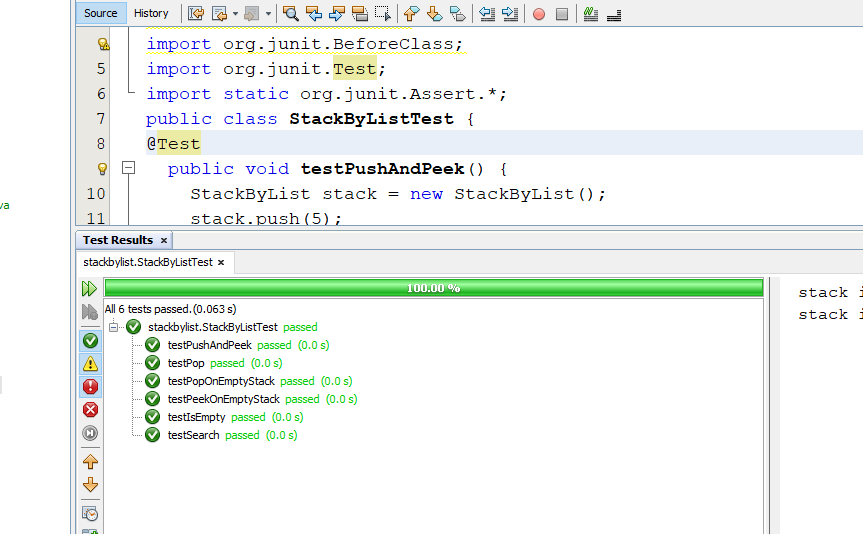 Source History
import org.junit.BeforeClass;
5 import org.junit.Test;
6 import static org.junit.Assert.*;
7 public class StackByListTest {
8 @Test
public void testPushAndPeek() {
10 StackByList stack = new StackByList();
11 stack.push(5);
va
Test Results ×
stackbylist.StackByListTest ×
100.00 %
stack i
stack i
All 6 tests passed.(0.063 s)
stackbylist.StackByListTest passed
testPushAndPeek passed (0.0 s)
testPop passed (0.0 s)
testPopOnEmptyStack passed (0.0 s)
testPeekOnEmptyStack passed (0.0 s)
testIsEmpty passed (0.0 s)
testSearch passed (0.0 s)